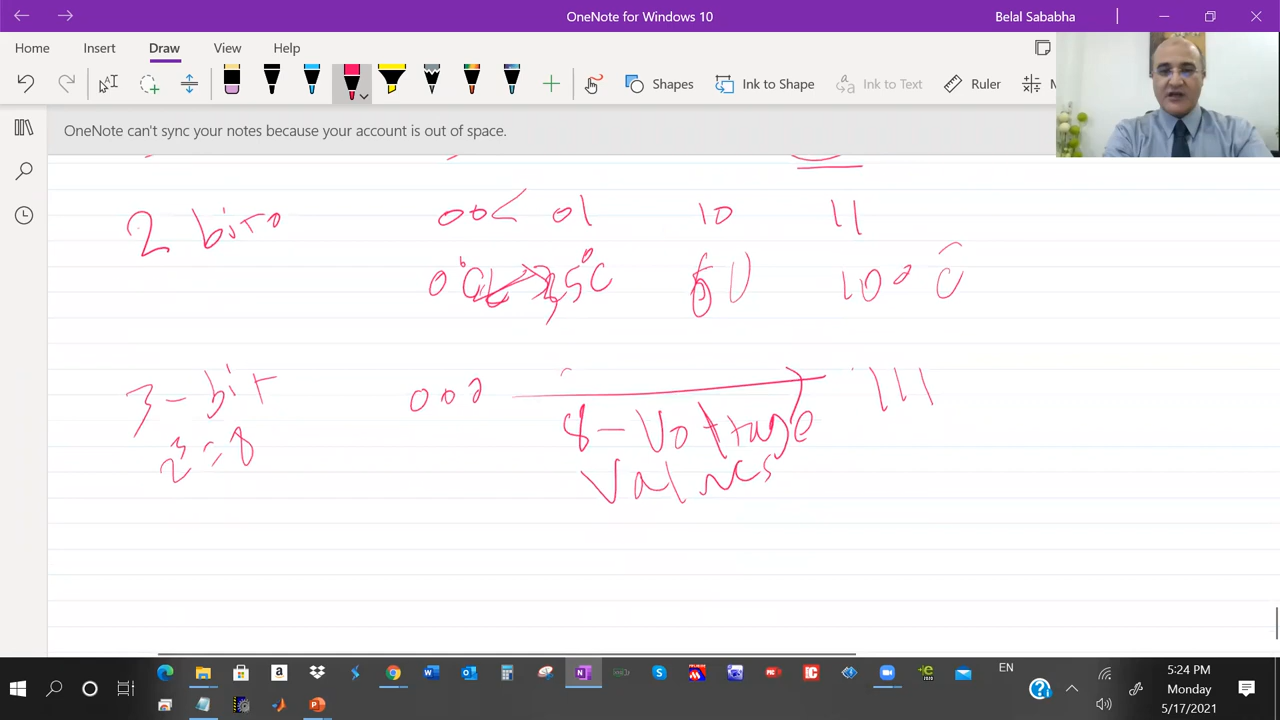 OneNote for Windows 10
Belal Sababha
Home Insert Draw View Help
Shapes Ink to Shape Ink to Text Ruler M
OneNote can't sync your notes because your account is out of space.
2 bits 00 < 01 10 11
0°C 25°C 100°C
3-bit 000 111
2³=8 8-Voltage
Values
EN
5:24 PM
Monday
5/17/2021